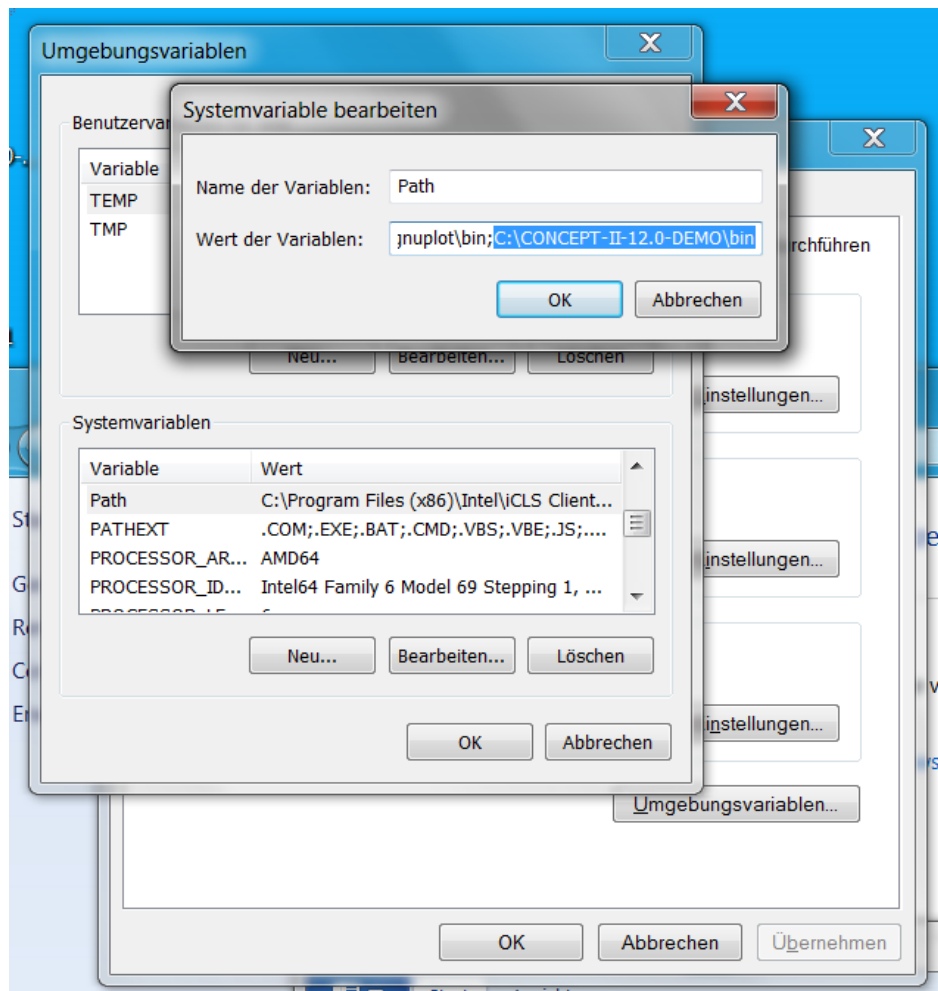 Umgebungsvariablen
Systemvariable bearbeiten
Name der Variablen: Path
Wert der Variablen: gnuplot\bin;C:\CONCEPT-II-12.0-DEMO\bin
OK Abbrechen
Variable
TEMP
TMP
rchführen
Neu... Bearbeiten... Löschen
instellungen...
Systemvariablen
Variable Wert
Path C:\Program Files (x86)\Intel\iCLS Client...
PATHEXT .COM;.EXE;.BAT;.CMD;.VBS;.VBE;.JS;....
PROCESSOR_AR... AMD64
PROCESSOR_ID... Intel64 Family 6 Model 69 Stepping 1, ...
instellungen...
Neu... Bearbeiten... Löschen
instellungen...
OK Abbrechen
Umgebungsvariablen...
OK Abbrechen Übernehmen